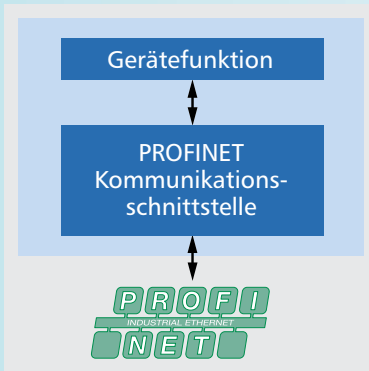 Gerätefunktion
PROFINET
Kommunikations-
schnittstelle
PROFI
INDUSTRIAL ETHERNET
NET